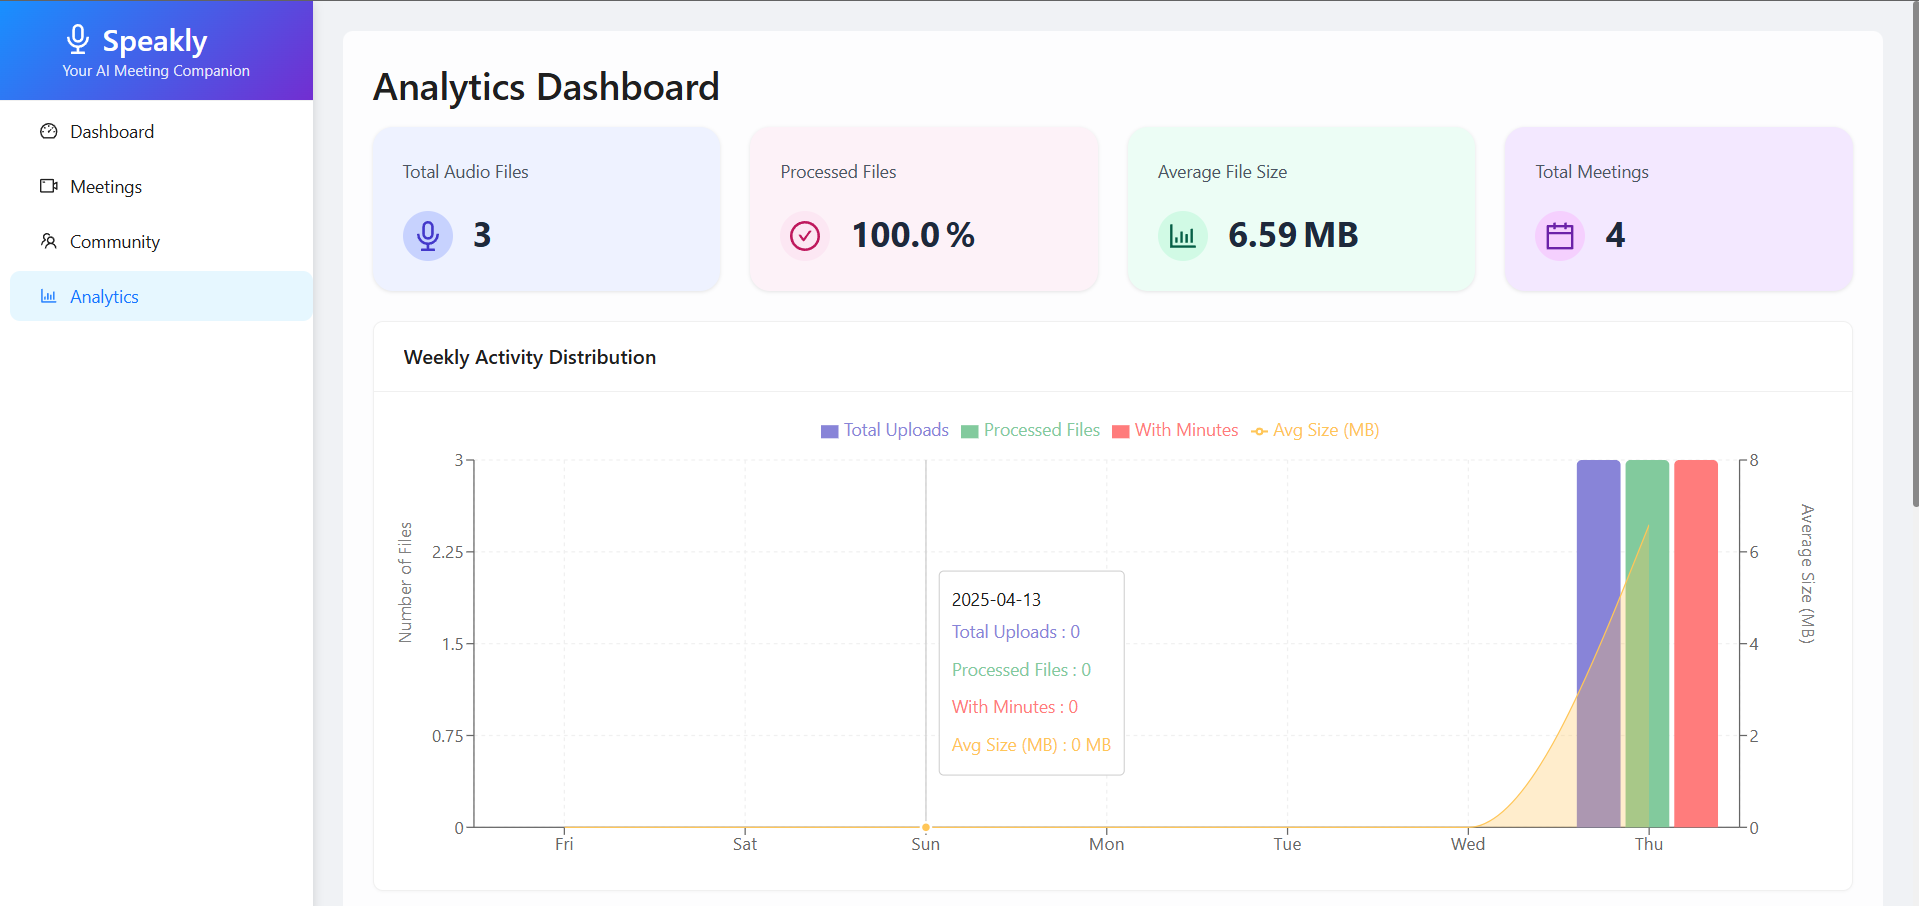 Speakly
Your AI Meeting Companion
Dashboard
Meetings
Community
Analytics
Analytics Dashboard
Total Audio Files
3
Processed Files
100.0 %
Average File Size
6.59 MB
Total Meetings
4
Weekly Activity Distribution
Total Uploads Processed Files With Minutes Avg Size (MB)
Number of Files
3
2.25
1.5
0.75
0
2025-04-13
Total Uploads : 0
Processed Files : 0
With Minutes : 0
Avg Size (MB) : 0 MB
8
6
4
2
0
Average Size (MB)
Fri Sat Sun Mon Tue Wed Thu